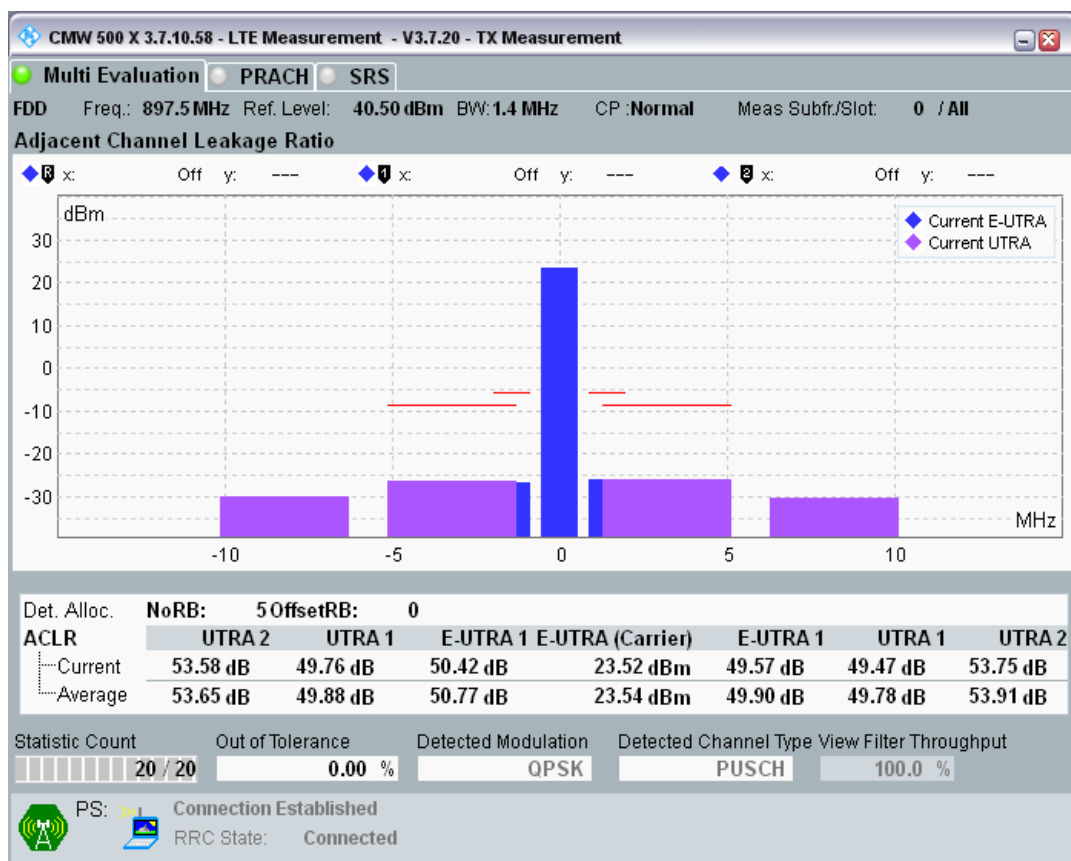 CMW 500 X 3.7.10.58 - LTE Measurement - V3.7.20 - TX Measurement
Multi Evaluation PRACH SRS
FDD Freq.: 897.5 MHz Ref. Level: 40.50 dBm BW: 1.4 MHz CP :Normal Meas Subfr./Slot: 0 / All
Adjacent Channel Leakage Ratio
R x: Off y: --- 1 x: Off y: --- 2 x: Off y: ---
dBm
Current E-UTRA
Current UTRA
30
20
10
0
-10
-20
-30
MHz
-10 -5 0 5 10
Det. Alloc. NoRB: 5 OffsetRB: 0
ACLR UTRA 2 UTRA 1 E-UTRA 1 E-UTRA (Carrier) E-UTRA 1 UTRA 1 UTRA 2
Current 53.58 dB 49.76 dB 50.42 dB 23.52 dBm 49.57 dB 49.47 dB 53.75 dB
Average 53.65 dB 49.88 dB 50.77 dB 23.54 dBm 49.90 dB 49.78 dB 53.91 dB
Statistic Count Out of Tolerance Detected Modulation Detected Channel Type View Filter Throughput
20 / 20 0.00 % QPSK PUSCH 100.0 %
PS: Connection Established
RRC State: Connected